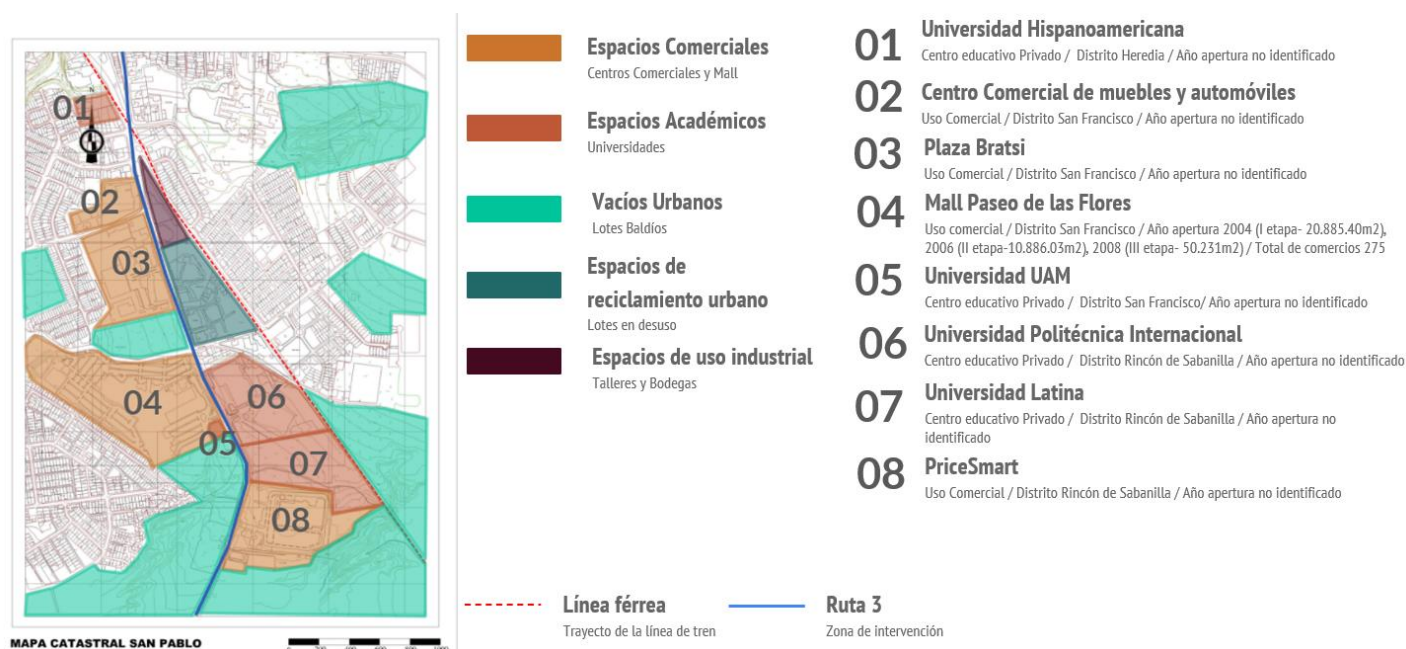 01
02
03
04
05
06
07
08
MAPA CATASTRAL SAN PABLO
Espacios Comerciales
Centros Comerciales y Mall
Espacios Académicos
Universidades
Vacíos Urbanos
Lotes Baldíos
Espacios de
reciclamiento urbano
Lotes en desuso
Espacios de uso industrial
Talleres y Bodegas
01 Universidad Hispanoamericana
Centro educativo Privado / Distrito Heredia / Año apertura no identificado
02 Centro Comercial de muebles y automóviles
Uso Comercial / Distrito San Francisco / Año apertura no identificado
03 Plaza Bratsi
Uso Comercial / Distrito San Francisco / Año apertura no identificado
04 Mall Paseo de las Flores
Uso comercial / Distrito San Francisco / Año apertura 2004 (I etapa- 20.885.40m2),
2006 (II etapa-10.886.03m2), 2008 (III etapa- 50.231m2) / Total de comercios 275
05 Universidad UAM
Centro educativo Privado / Distrito San Francisco/ Año apertura no identificado
06 Universidad Politécnica Internacional
Centro educativo Privado / Distrito Rincón de Sabanilla / Año apertura no identificado
07 Universidad Latina
Centro educativo Privado / Distrito Rincón de Sabanilla / Año apertura no
identificado
08 PriceSmart
Uso Comercial / Distrito Rincón de Sabanilla / Año apertura no identificado
Línea férrea
Trayecto de la línea de tren
Ruta 3
Zona de intervención